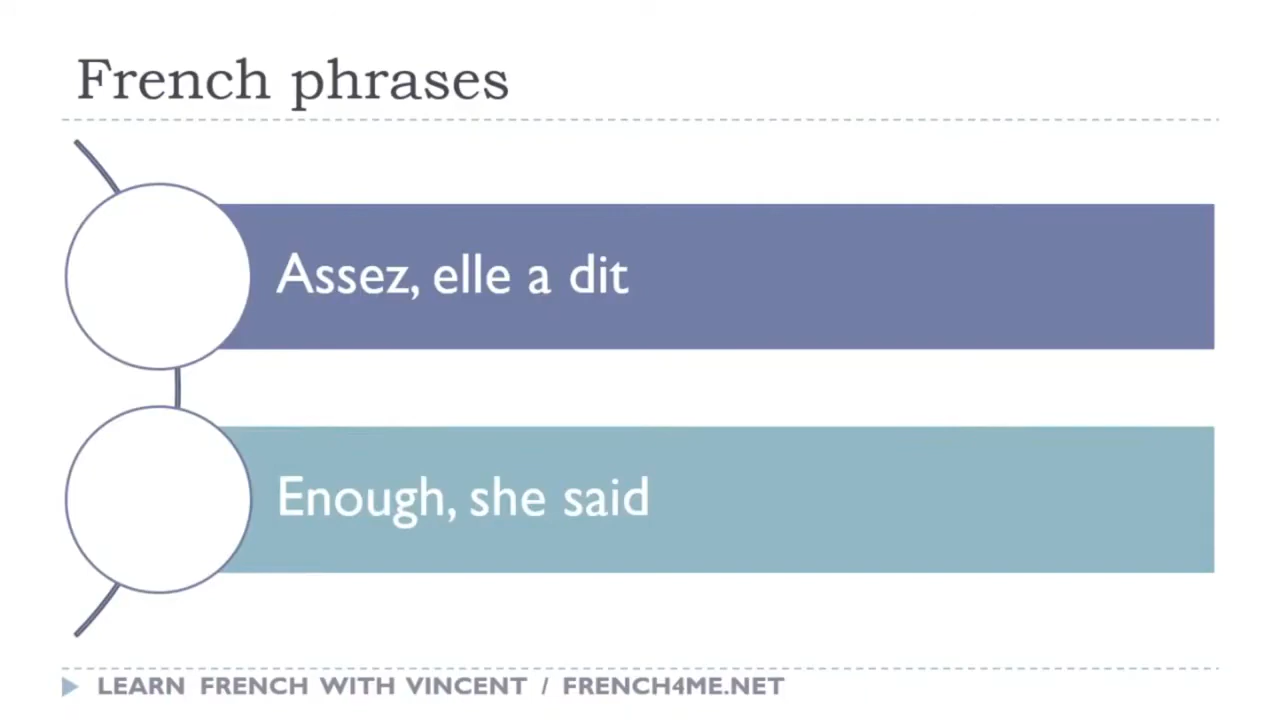 French phrases
Assez, elle a dit
Enough, she said
LEARN FRENCH WITH VINCENT / FRENCH4ME.NET